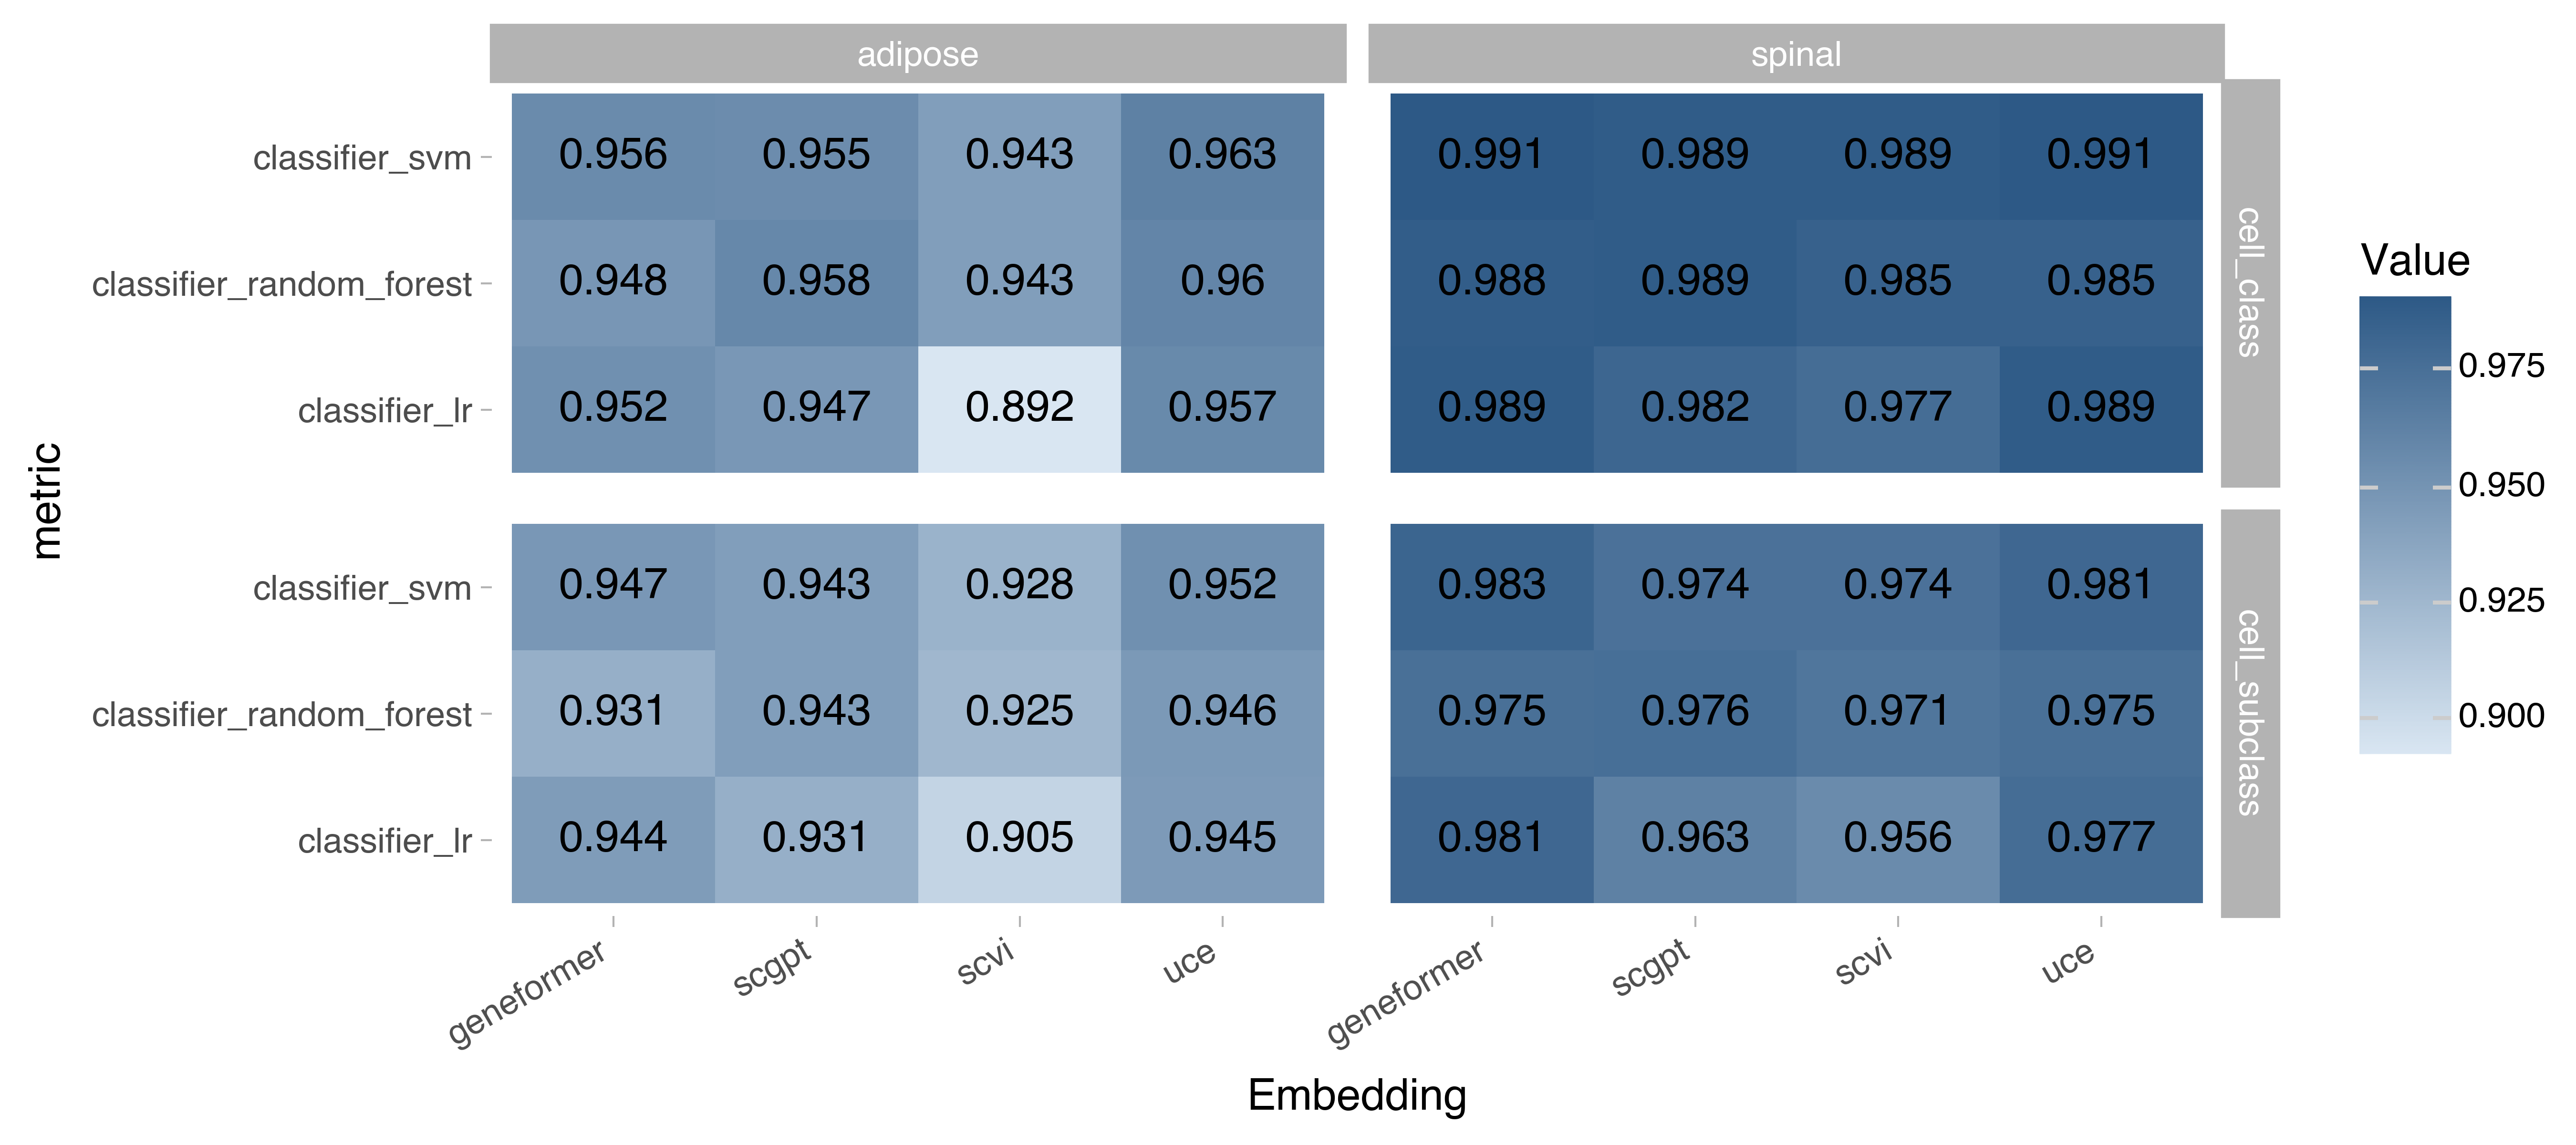 adipose spinal
classifier_svm 0.956 0.955 0.943 0.963 0.991 0.989 0.989 0.991
classifier_random_forest 0.948 0.958 0.943 0.96 0.988 0.989 0.985 0.985
classifier_lr 0.952 0.947 0.892 0.957 0.989 0.982 0.977 0.989
cell_class
classifier_svm 0.947 0.943 0.928 0.952 0.983 0.974 0.974 0.981
classifier_random_forest 0.931 0.943 0.925 0.946 0.975 0.976 0.971 0.975
classifier_lr 0.944 0.931 0.905 0.945 0.981 0.963 0.956 0.977
cell_subclass
metric
geneformer scgpt scvi uce geneformer scgpt scvi uce
Embedding
Value
0.975
0.950
0.925
0.900